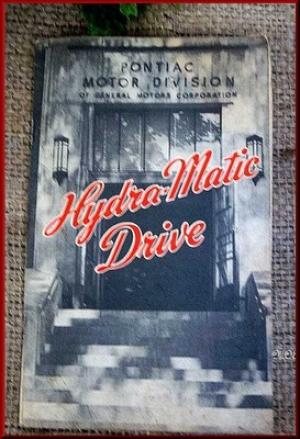 PONTIAC
MOTOR DIVISION
OF GENERAL MOTORS CORPORATION
Hydra-Matic
Drive